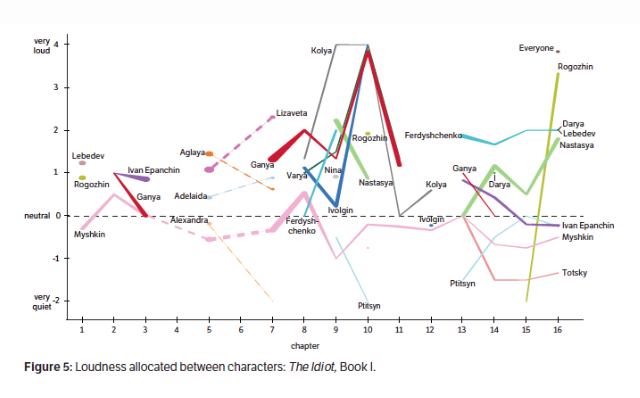 very
loud 4
3
2
1
neutral 0
-1
very
quiet -2
Everyone
Kolya
Rogozhin
Lizaveta
Ferdyshchenko
Darya
Lebedev
Rogozhin
Nastasya
Lebedev
Aglaya
Ganya
Ivan Epanchin
Varya
Nina
Ganya
Rogozhin
Nastasya
Kolya
Darya
Ganya
Adelaida
Ivolgin
Alexandra
Ferdysh-
chenko
Ivolgin
Ivan Epanchin
Myshkin
Myshkin
Totsky
Ptitsyn
Ptitsyn
1 2 3 4 5 6 7 8 9 10 11 12 13 14 15 16
chapter
Figure 5: Loudness allocated between characters: The Idiot, Book I.